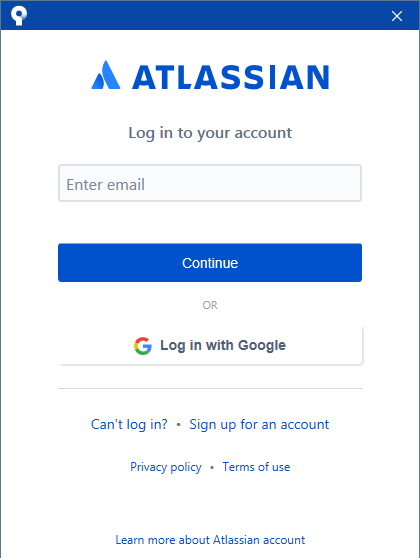 ATLASSIAN
Log in to your account
Enter email
Continue
OR
Log in with Google
Can't log in? • Sign up for an account
Privacy policy • Terms of use
Learn more about Atlassian account